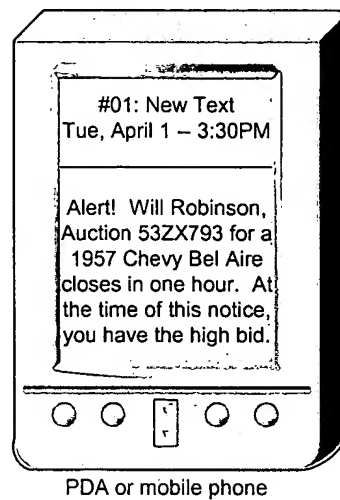 #01: New Text
Tue, April 1 – 3:30PM
Alert! Will Robinson,
Auction 53ZX793 for a
1957 Chevy Bel Aire
closes in one hour. At
the time of this notice,
you have the high bid.
PDA or mobile phone